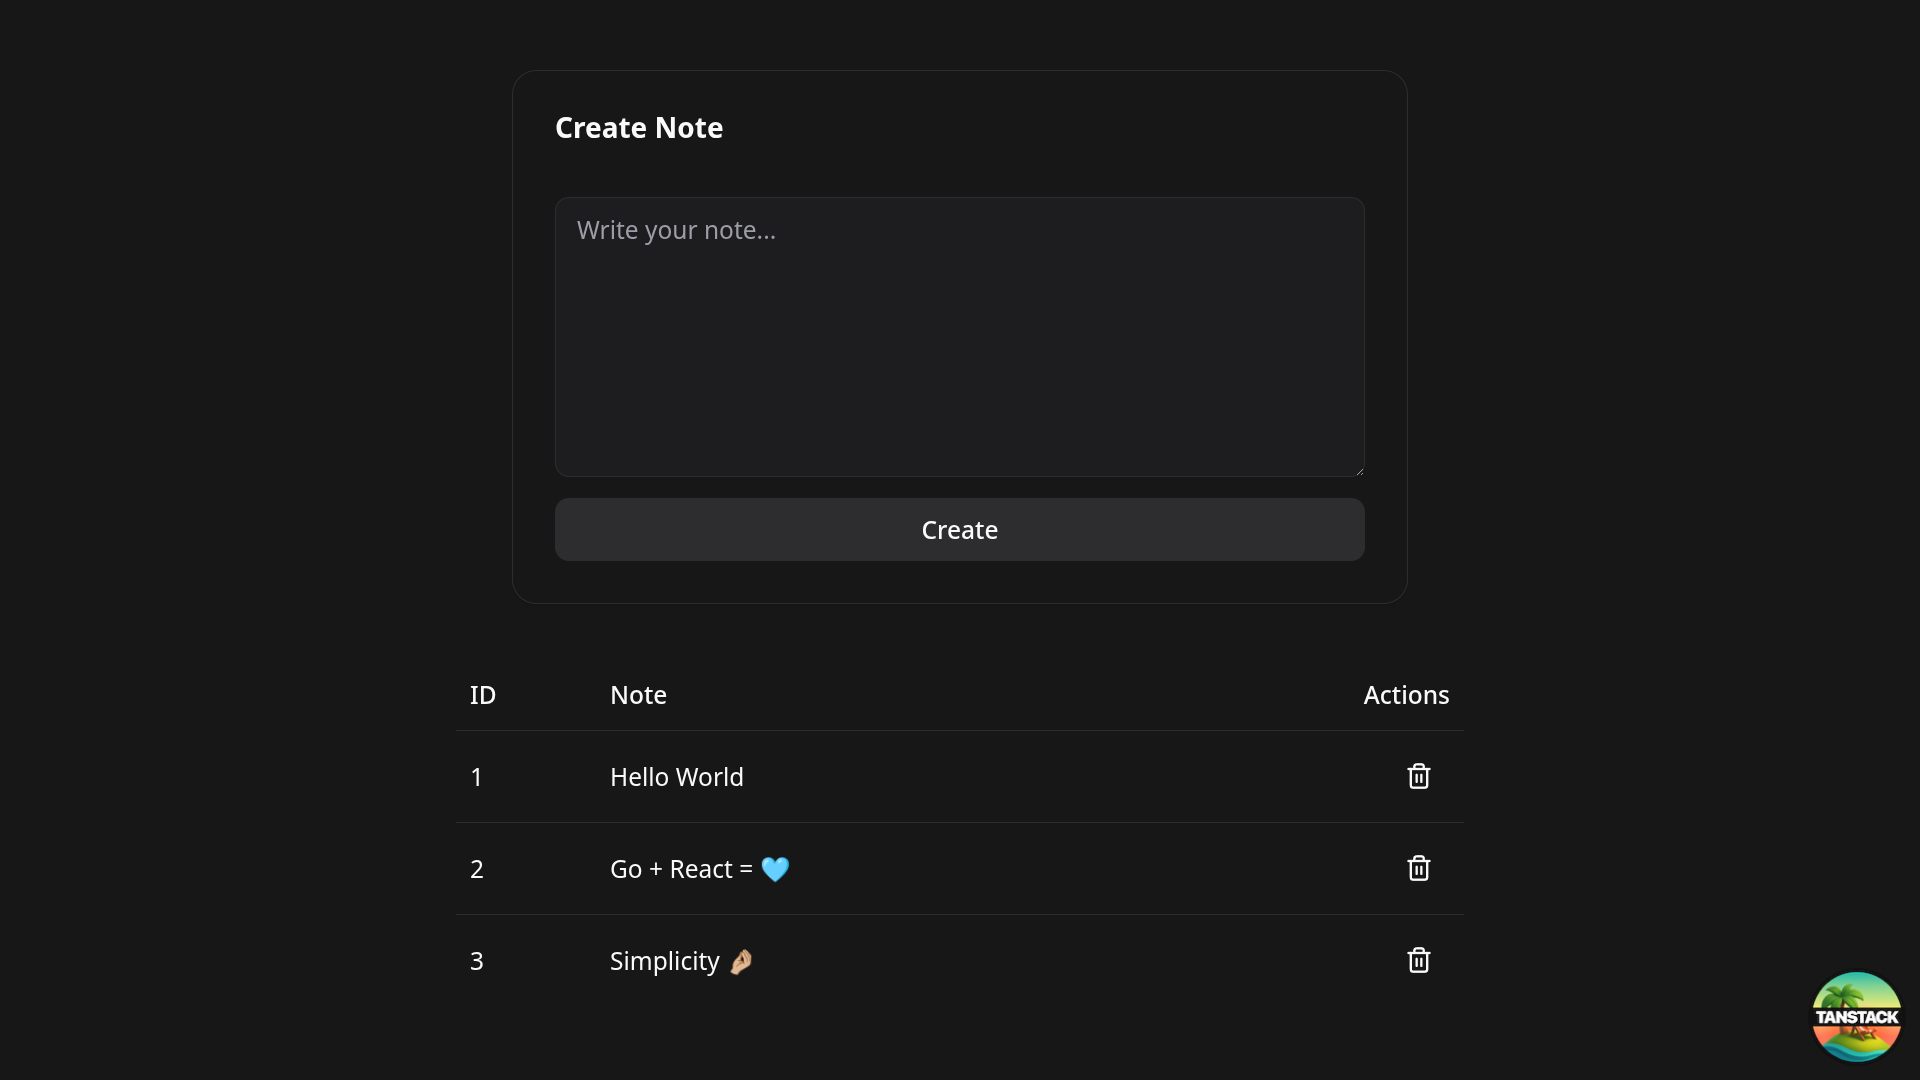 Create Note
Write your note...
Create
ID Note Actions
1 Hello World
2 Go + React = 🩵
3 Simplicity 🤌🏼
TANSTACK